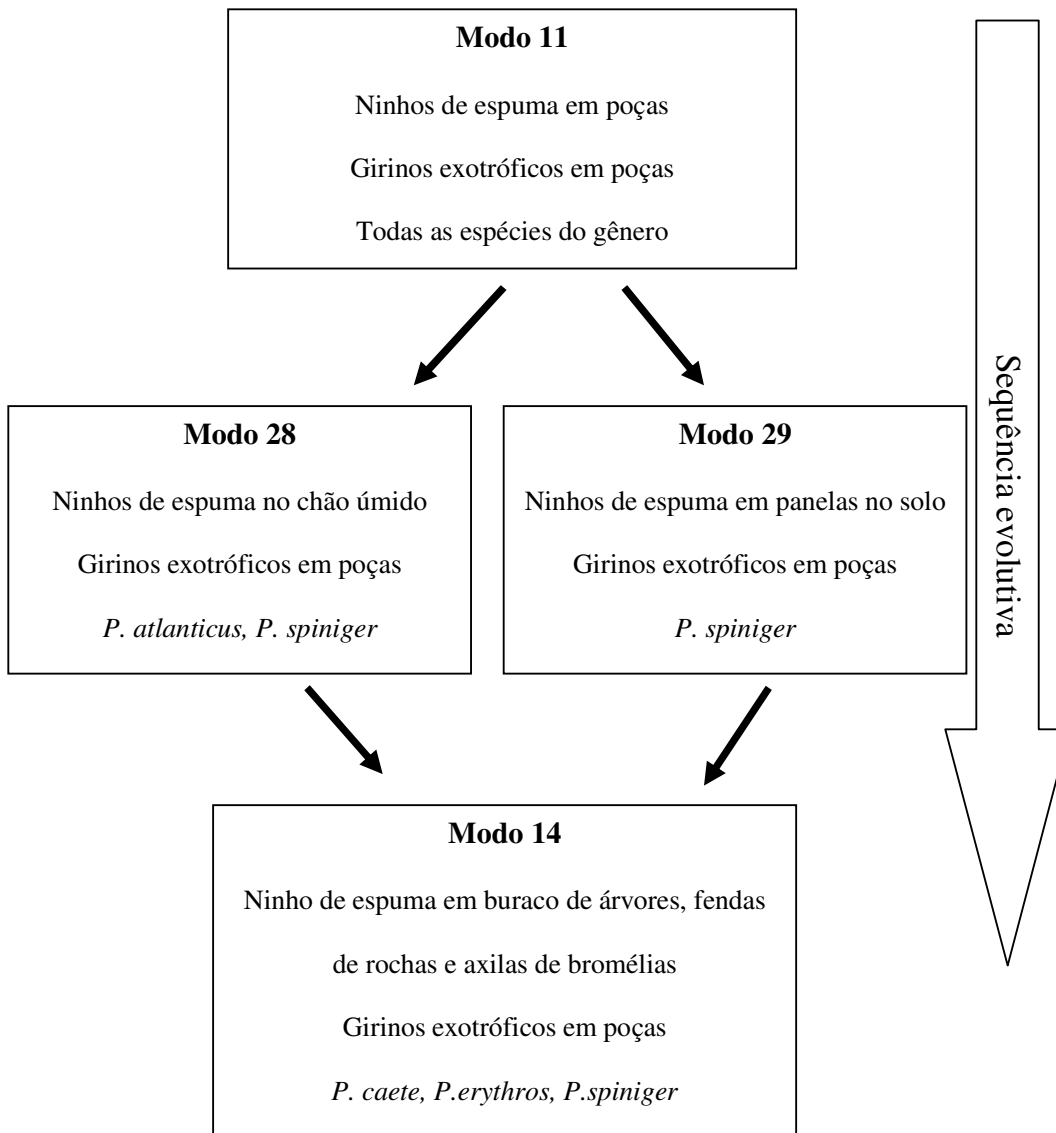 Modo 11
Ninhos de espuma em poças
Girinos exotróficos em poças
Todas as espécies do gênero
Modo 28
Ninhos de espuma no chão úmido
Girinos exotróficos em poças
P. atlanticus, P. spiniger
Modo 29
Ninhos de espuma em panelas no solo
Girinos exotróficos em poças
P. spiniger
Modo 14
Ninho de espuma em buraco de árvores, fendas
de rochas e axilas de bromélias
Girinos exotróficos em poças
P. caete, P.erythros, P.spiniger
Sequência evolutiva